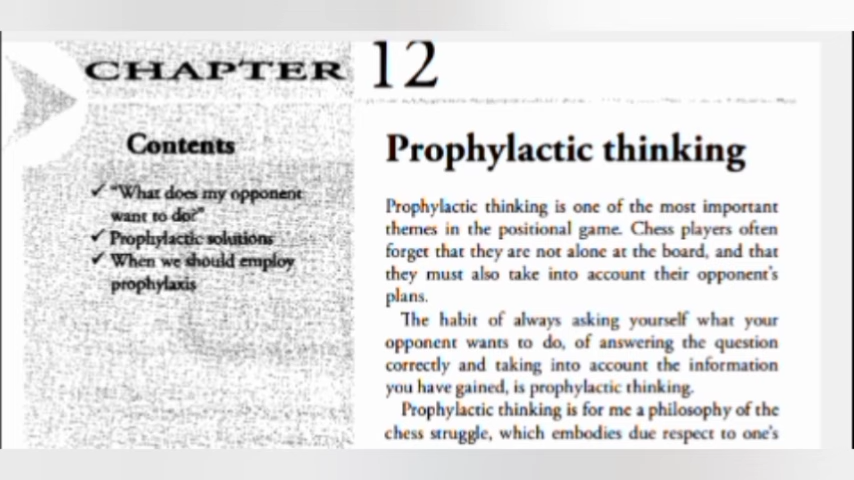 CHAPTER 12
Contents
✓ "What does my opponent
want to do?"
✓ Prophylactic solutions
✓ When we should employ
prophylaxis
Prophylactic thinking
Prophylactic thinking is one of the most important
themes in the positional game. Chess players often
forget that they are not alone at the board, and that
they must also take into account their opponent's
plans.
The habit of always asking yourself what your
opponent wants to do, of answering the question
correctly and taking into account the information
you have gained, is prophylactic thinking.
Prophylactic thinking is for me a philosophy of the
chess struggle, which embodies due respect to one's